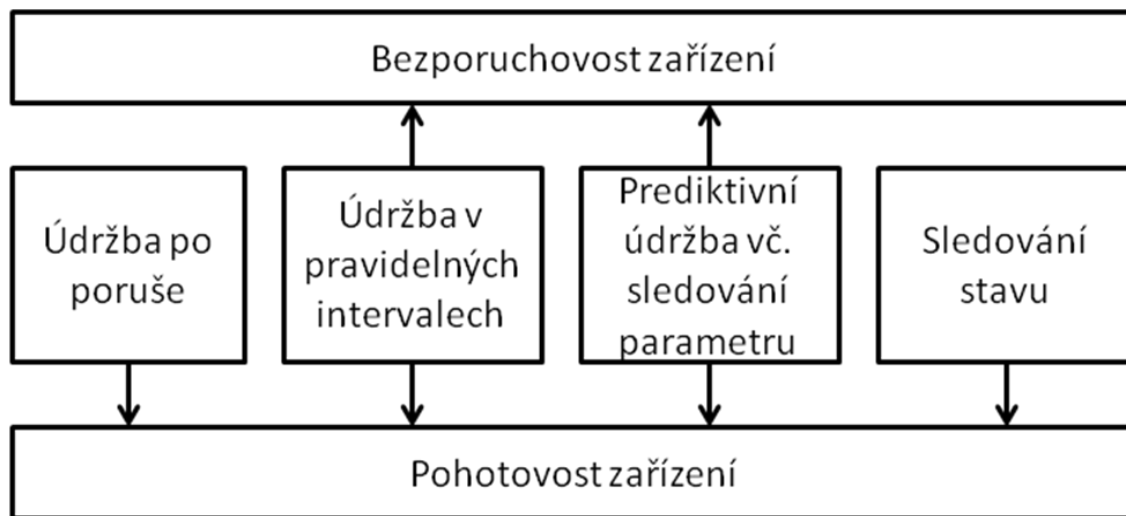 Bezporuchovost zařízení
Údržba po
poruše
Údržba v
pravidelných
intervalech
Prediktivní
údržba vč.
sledování
parametru
Sledování
stavu
Pohotovost zařízení